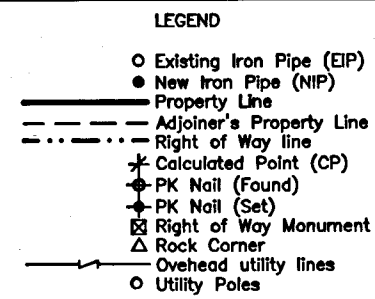 LEGEND
Existing Iron Pipe (EIP)
New Iron Pipe (NIP)
Property Line
Adjoiner's Property Line
Right of Way line
Calculated Point (CP)
PK Nail (Found)
PK Nail (Set)
Right of Way Monument
Rock Corner
Ovehead utility lines
Utility Poles